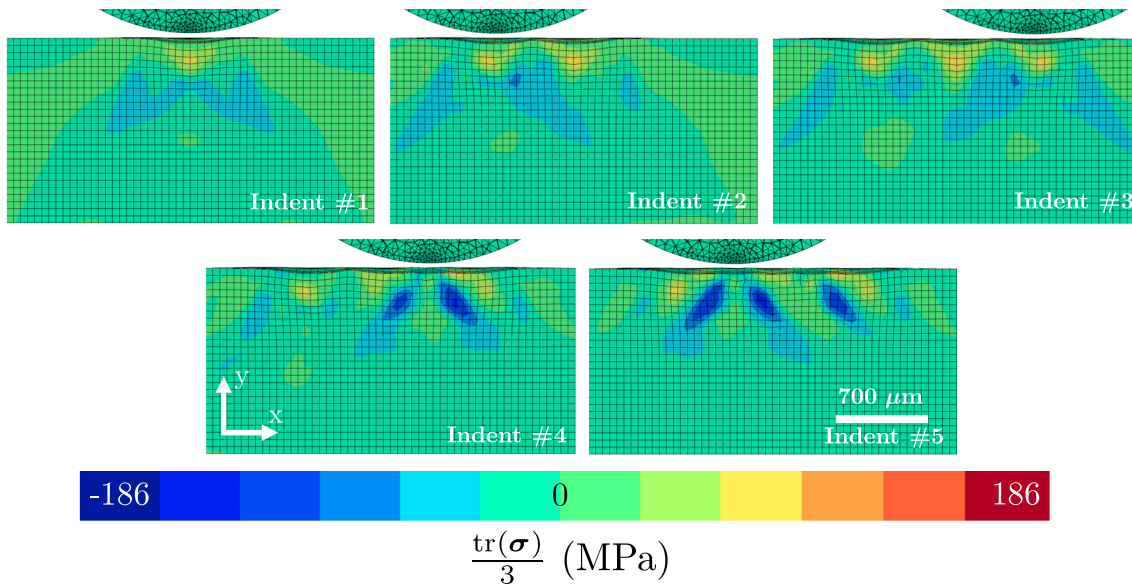 Indent #1
Indent #2
Indent #3
y
x
Indent #4
700 μm
Indent #5
-186 0 186
tr(σ)/3 (MPa)